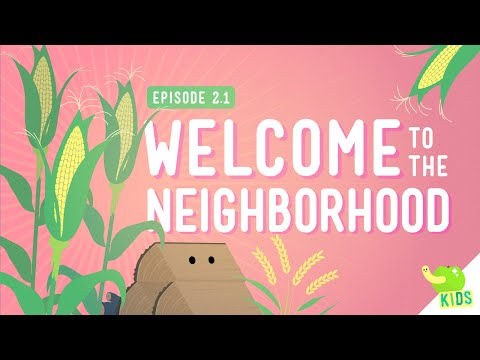 EPISODE 2.1
WELCOME TO THE
NEIGHBORHOOD
KIDS